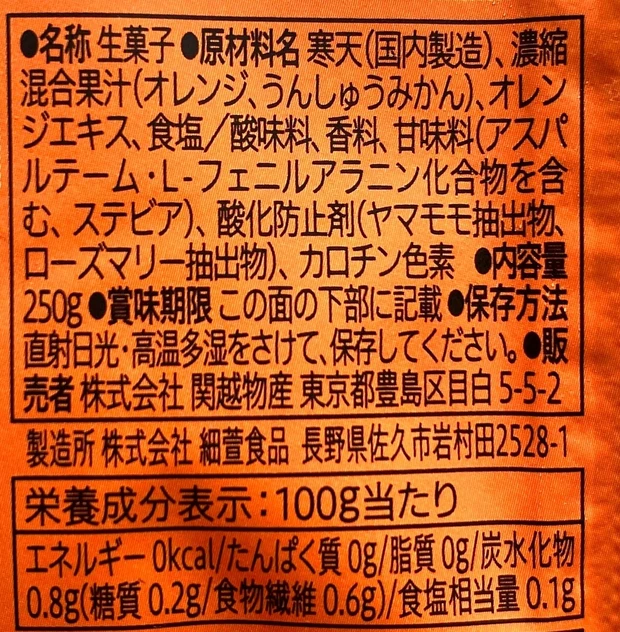 ●名称 生菓子 ●原材料名 寒天(国内製造)、濃縮
混合果汁(オレンジ、うんしゅうみかん)、オレン
ジエキス、食塩/酸味料、香料、甘味料(アスパ
ルテーム・L-フェニルアラニン化合物を含
む、ステビア)、酸化防止剤(ヤマモモ抽出物、
ローズマリー抽出物)、カロチン色素 ●内容量
250g ●賞味期限 この面の下部に記載 ●保存方法
直射日光・高温多湿をさけて、保存してください。●販
売者 株式会社 関越物産 東京都豊島区目白 5-5-2
製造所 株式会社 細萱食品 長野県佐久市岩村田2528-1
栄養成分表示:100g当たり
エネルギー 0kcal/たんぱく質 0g/脂質 0g/炭水化物
0.8g(糖質 0.2g/食物繊維 0.6g)/食塩相当量 0.1g